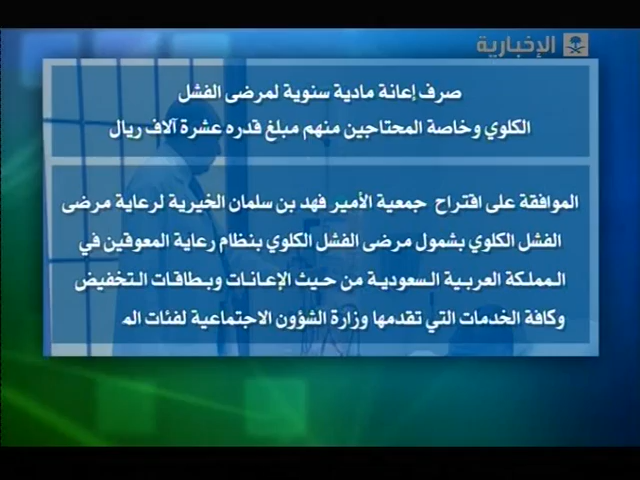 الإخبارية
صرف إعانة مادية سنوية لمرضى الفشل
الكلوي وخاصة المحتاجين منهم مبلغ قدره عشرة آلاف ريال
الموافقة على اقتراح جمعية الأمير فهد بن سلمان الخيرية لرعاية مرضى
الفشل الكلوي بشمول مرضى الفشل الكلوي بنظام رعاية المعوقين في
المملكة العربية السعودية من حيث الإعانات وبطاقات التخفيض
وكافة الخدمات التي تقدمها وزارة الشؤون الاجتماعية لفئات الم